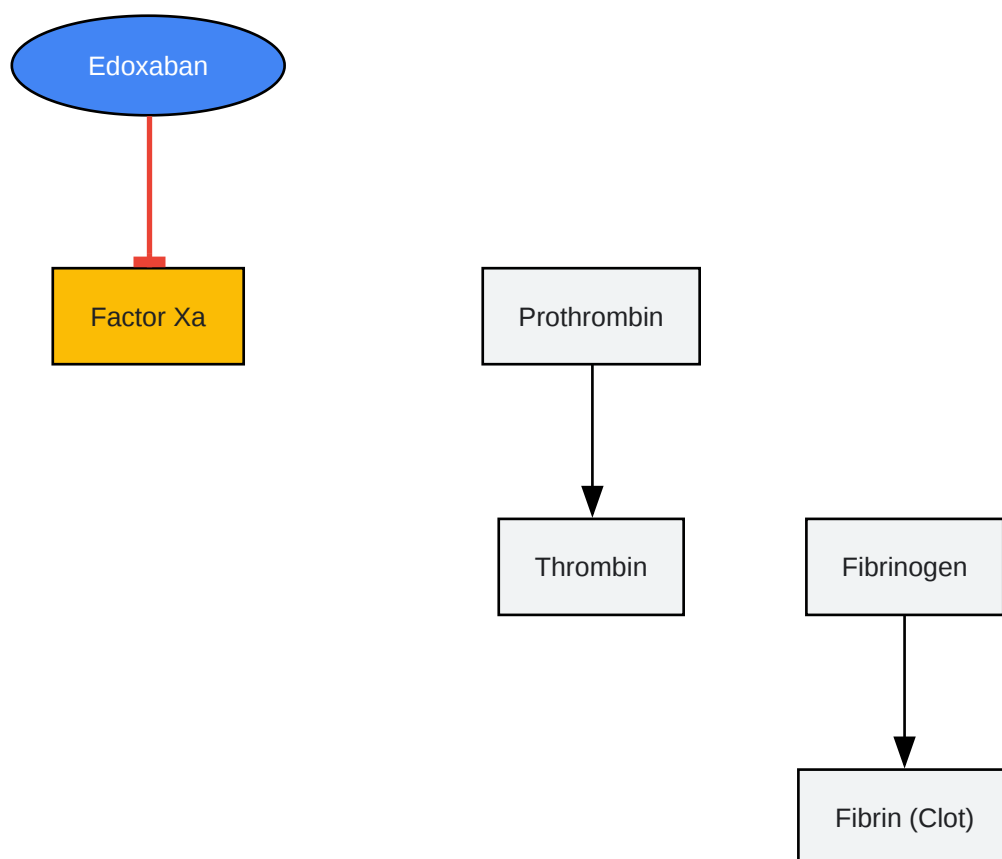 Edoxaban
Factor Xa
Prothrombin
Thrombin
Fibrinogen
Fibrin (Clot)